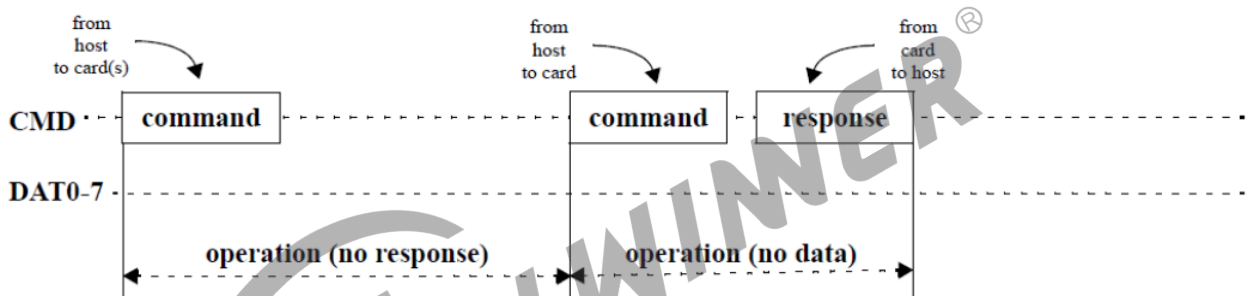 from
host
to card(s)
from
host
to card
from
card
to host
®
CMD command command response
DAT0-7
operation (no response) operation (no data)